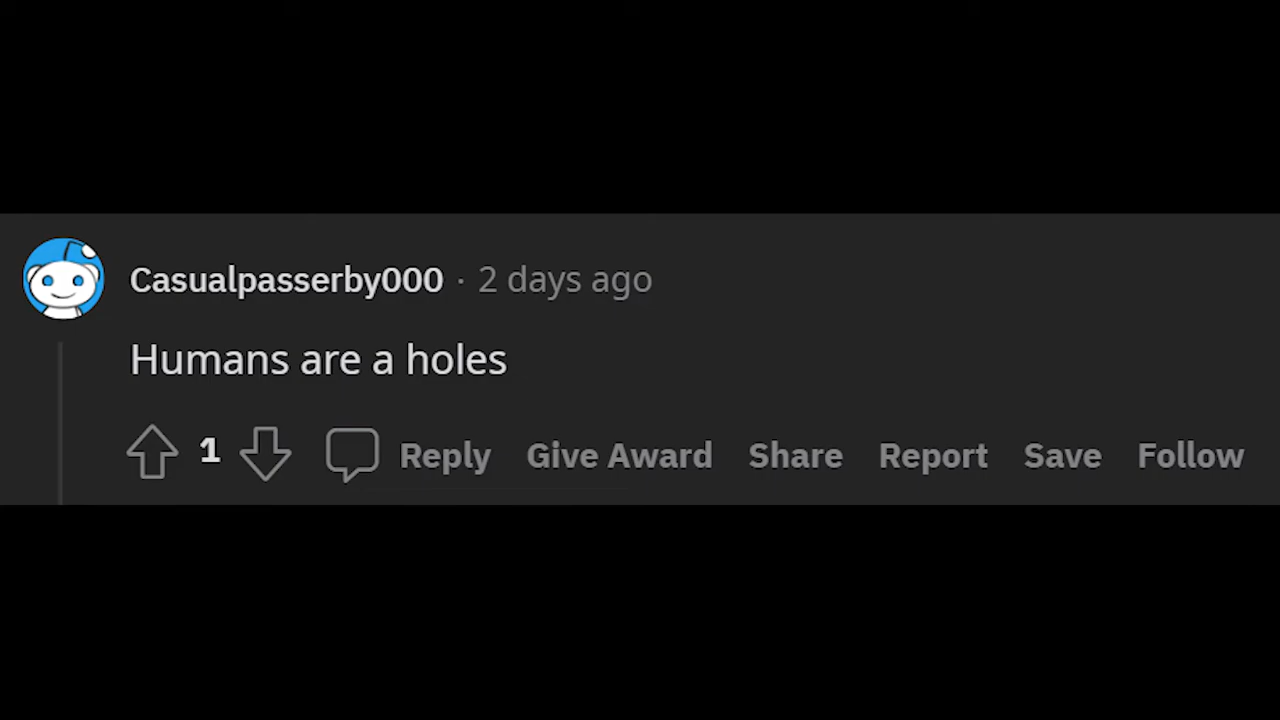 Casualpasserby000 · 2 days ago
Humans are a holes
1 Reply Give Award Share Report Save Follow